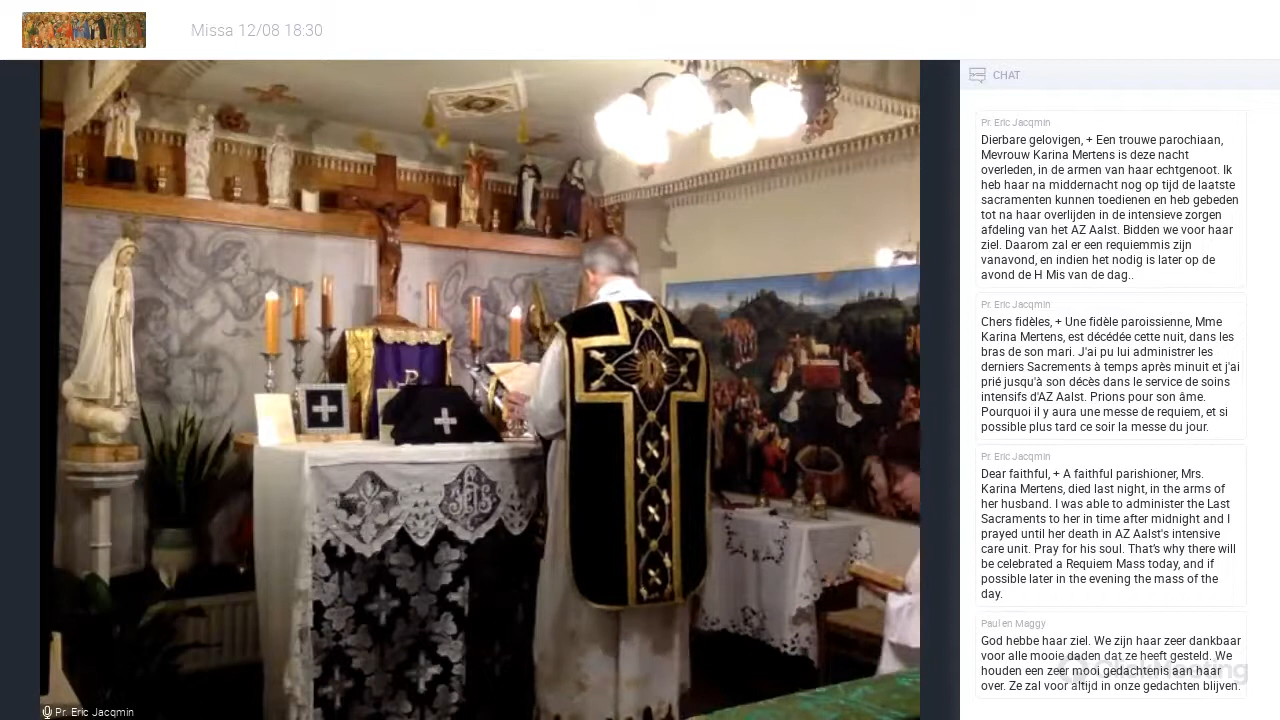 Missa 12/08 18:30
CHAT
Pr. Eric Jacqmin
Dierbare gelovigen, + Een trouwe parochiaan,
Mevrouw Karina Mertens is deze nacht
overleden, in de armen van haar echtgenoot. Ik
heb haar na middernacht nog op tijd de laatste
sacramenten kunnen toedienen en heb gebeden
tot na haar overlijden in de intensieve zorgen
afdeling van het AZ Aalst. Bidden we voor haar
ziel. Daarom zal er een requiemmis zijn
vanavond, en indien het nodig is later op de
avond de H Mis van de dag..
Pr. Eric Jacqmin
Chers fidèles, + Une fidèle paroissienne, Mme
Karina Mertens, est décédée cette nuit, dans les
bras de son mari. J'ai pu lui administrer les
derniers Sacrements à temps après minuit et j'ai
prié jusqu'à son décès dans le service de soins
intensifs d'AZ Aalst. Prions pour son âme.
Pourquoi il y aura une messe de requiem, et si
possible plus tard ce soir la messe du jour.
Pr. Eric Jacqmin
Dear faithful, + A faithful parishioner, Mrs.
Karina Mertens, died last night, in the arms of
her husband. I was able to administer the Last
Sacraments to her in time after midnight and I
prayed until her death in AZ Aalst's intensive
care unit. Pray for his soul. That's why there will
be celebrated a Requiem Mass today, and if
possible later in the evening the mass of the
day.
Paul en Maggy
God hebbe haar ziel. We zijn haar zeer dankbaar
voor alle mooie daden dat ze heeft gesteld. We
houden een zeer mooi gedachtenis aan haar
over. Ze zal voor altijd in onze gedachten blijven.
Pr. Eric Jacqmin